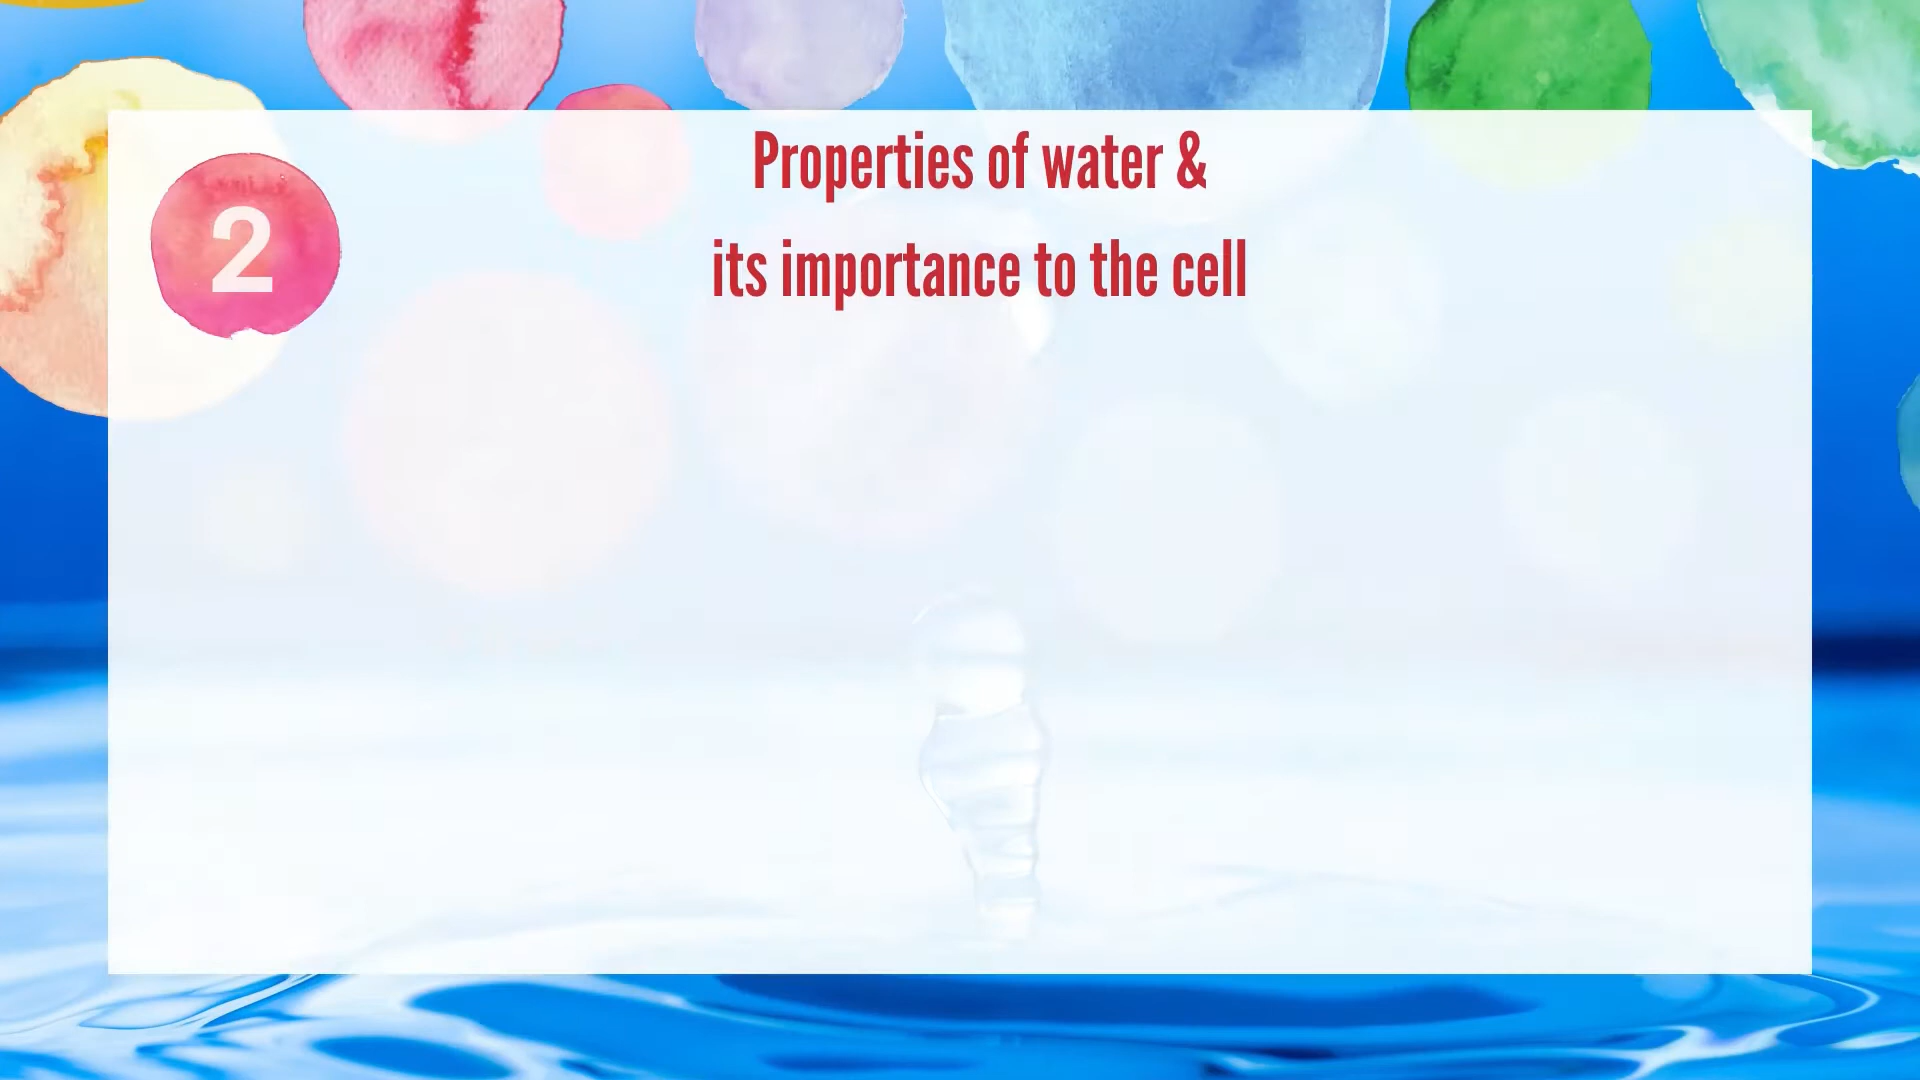 2
Properties of water &
its importance to the cell